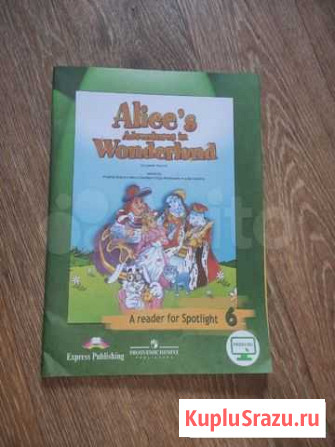 Alice's
Adventures in
Wonderland
A reader for Spotlight 6
Express Publishing
ПРОСВЕЩЕНИЕ
KupluSrazu.ru